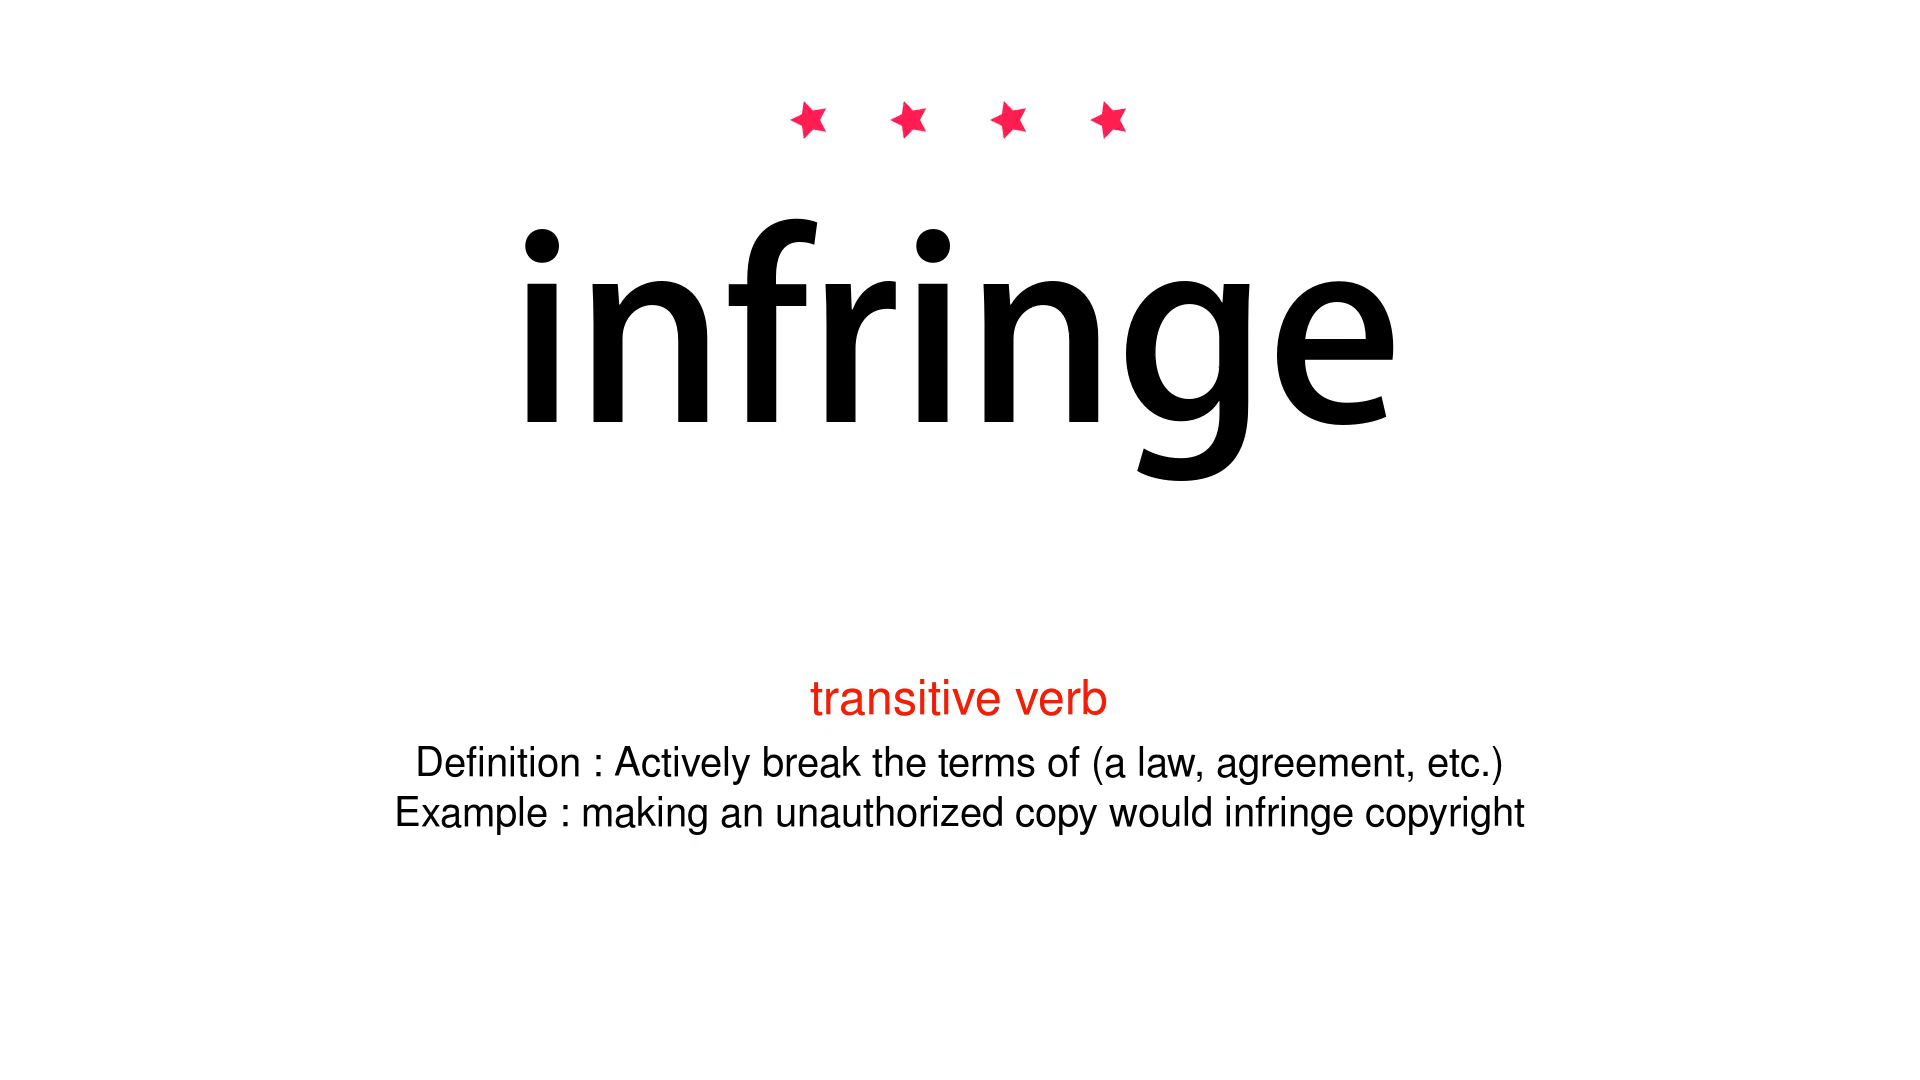 infringe
transitive verb
Definition : Actively break the terms of (a law, agreement, etc.)
Example : making an unauthorized copy would infringe copyright